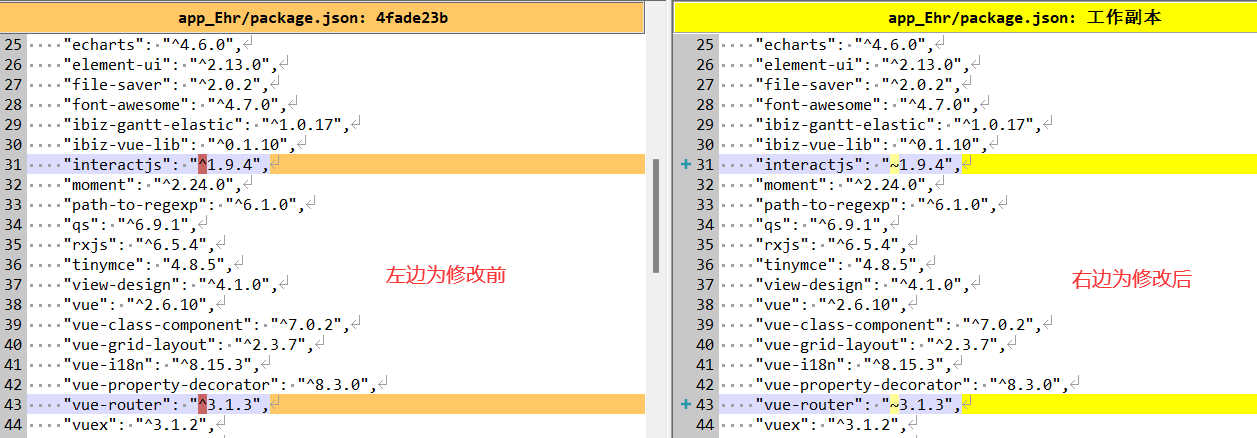 app_Ehr/package.json: 4fade23b
25 "echarts": "^4.6.0",
26 "element-ui": "^2.13.0",
27 "file-saver": "^2.0.2",
28 "font-awesome": "^4.7.0",
29 "ibiz-gantt-elastic": "^1.0.17",
30 "ibiz-vue-lib": "^0.1.10",
31 "interactjs": "^1.9.4",
32 "moment": "^2.24.0",
33 "path-to-regexp": "^6.1.0",
34 "qs": "^6.9.1",
35 "rxjs": "^6.5.4",
36 "tinymce": "4.8.5",
37 "view-design": "^4.1.0",
38 "vue": "^2.6.10",
39 "vue-class-component": "^7.0.2",
40 "vue-grid-layout": "^2.3.7",
41 "vue-i18n": "^8.15.3",
42 "vue-property-decorator": "^8.3.0",
43 "vue-router": "^3.1.3",
44 "vuex": "^3.1.2",
左边为修改前
app_Ehr/package.json: 工作副本
25 "echarts": "^4.6.0",
26 "element-ui": "^2.13.0",
27 "file-saver": "^2.0.2",
28 "font-awesome": "^4.7.0",
29 "ibiz-gantt-elastic": "^1.0.17",
30 "ibiz-vue-lib": "^0.1.10",
31 "interactjs": "~1.9.4",
32 "moment": "^2.24.0",
33 "path-to-regexp": "^6.1.0",
34 "qs": "^6.9.1",
35 "rxjs": "^6.5.4",
36 "tinymce": "4.8.5",
37 "view-design": "^4.1.0",
38 "vue": "^2.6.10",
39 "vue-class-component": "^7.0.2",
40 "vue-grid-layout": "^2.3.7",
41 "vue-i18n": "^8.15.3",
42 "vue-property-decorator": "^8.3.0",
43 "vue-router": "~3.1.3",
44 "vuex": "^3.1.2",
右边为修改后